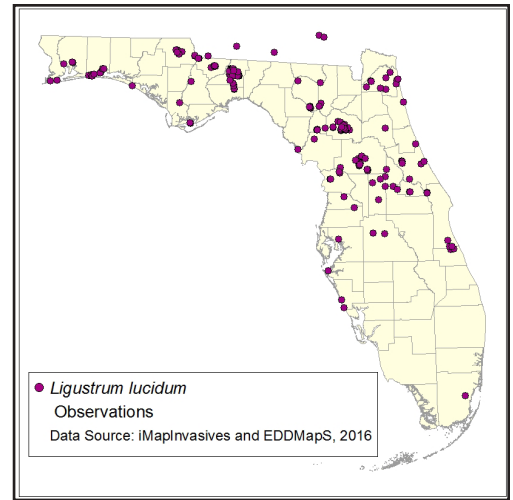 Ligustrum lucidum
Observations
Data Source: iMapInvasives and EDDMapS, 2016